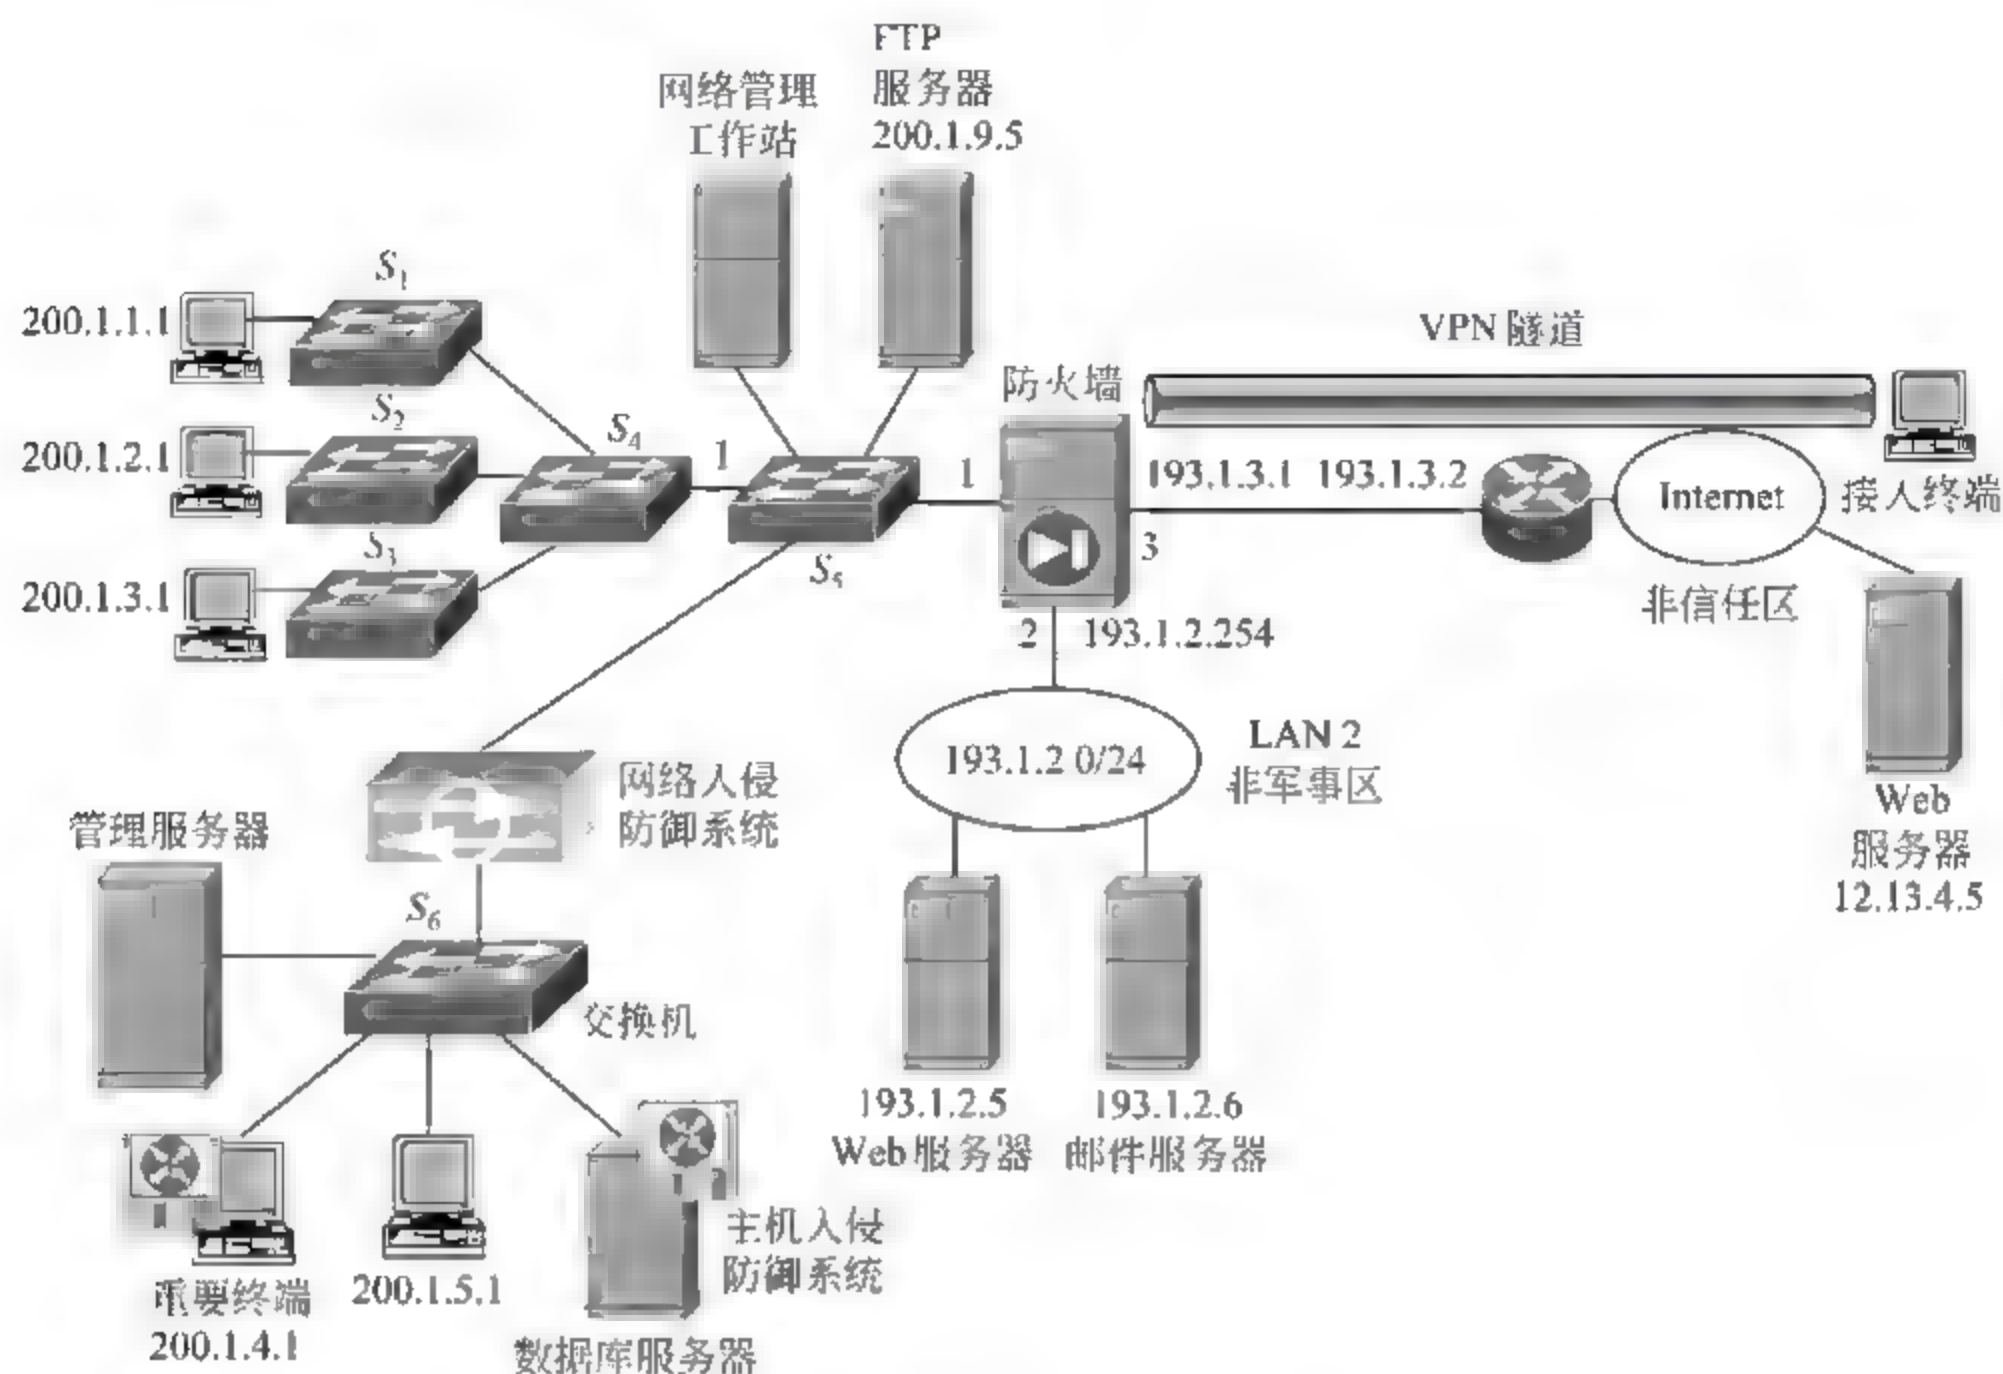 FTP
服务器
200.1.9.5
网络管理
工作站
S1
200.1.1.1
S2
200.1.2.1
S3
200.1.3.1
S4
1
S5
1
防火墙
VPN 隧道
193.1.3.1
193.1.3.2
3
Internet
接入终端
非信任区
2
193.1.2.254
193.1.2 0/24
LAN 2
非军事区
Web
服务器
12.13.4.5
网络入侵
防御系统
管理服务器
S6
交换机
193.1.2.5
Web服务器
193.1.2.6
邮件服务器
主机入侵
防御系统
重要终端
200.1.4.1
200.1.5.1
数据库服务器